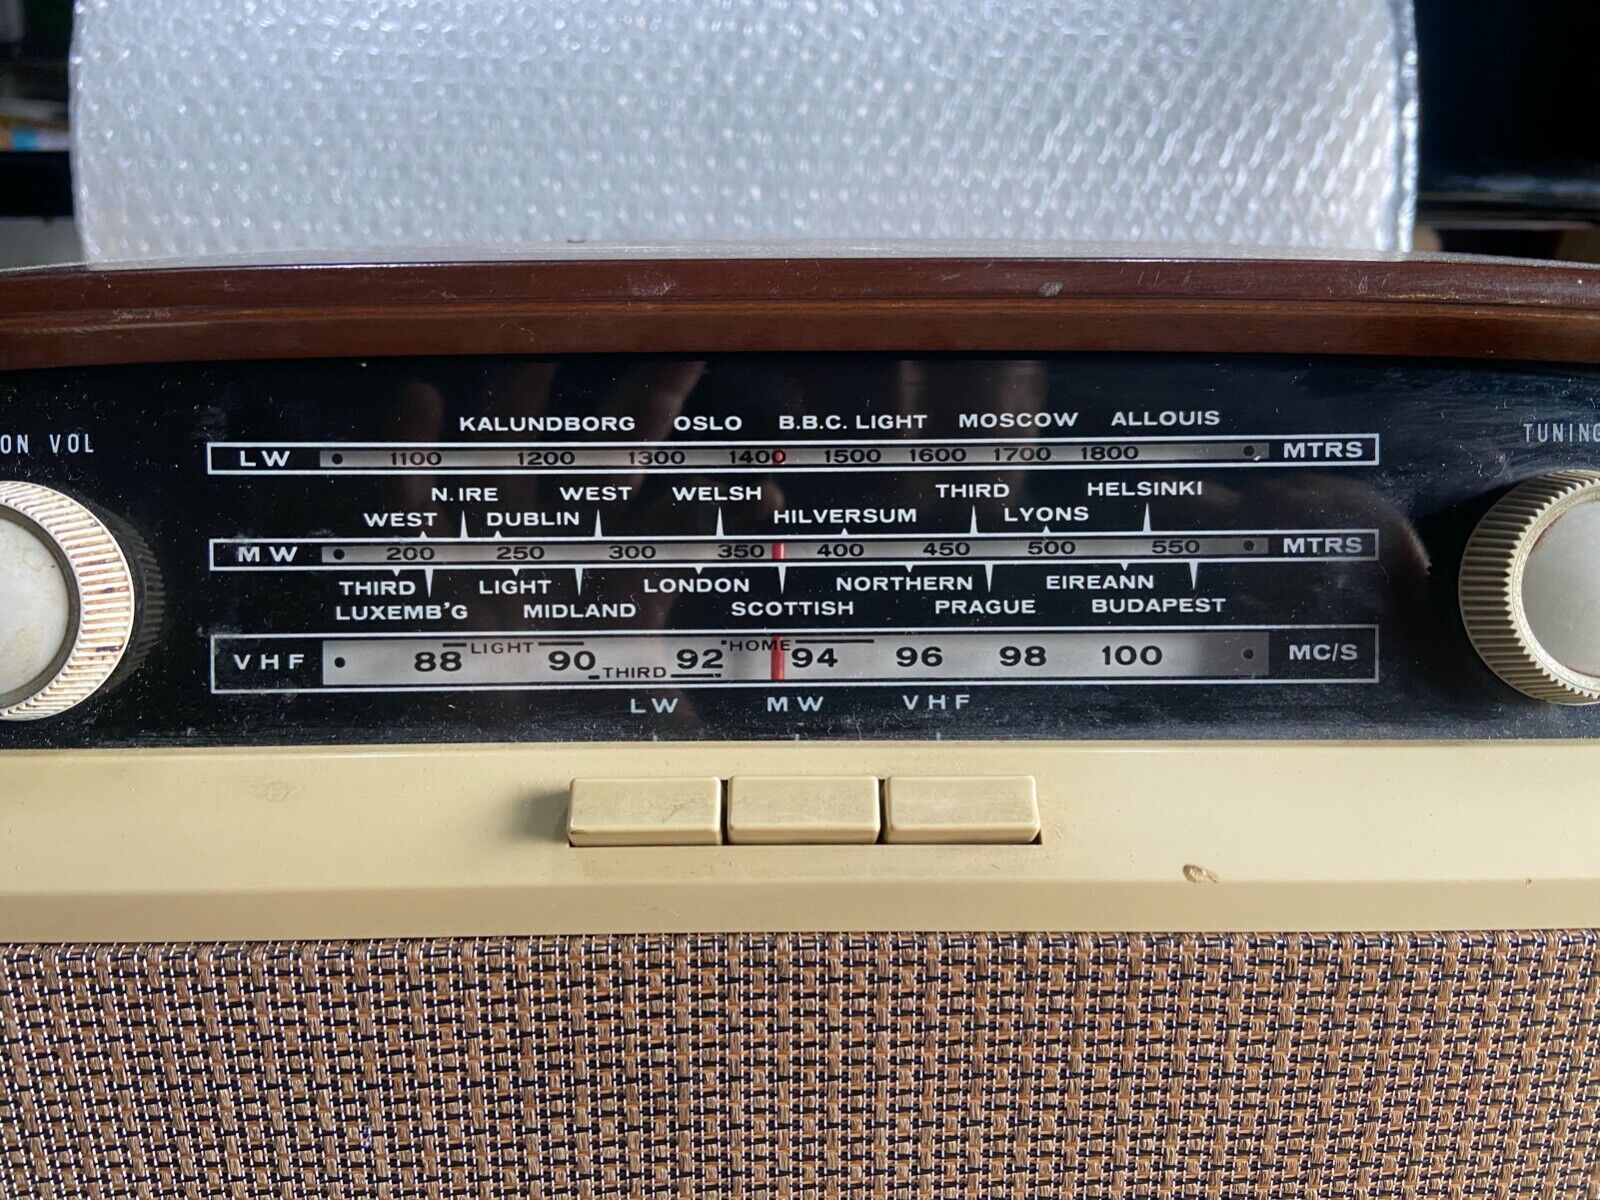 KALUNDBORG OSLO B.B.C. LIGHT MOSCOW ALLOUIS
ON VOL
TUNING
LW 1100 1200 1300 1400 1500 1600 1700 1800 MTRS
N.IRE WEST WELSH THIRD HELSINKI
WEST DUBLIN HILVERSUM LYONS
MW 200 250 300 350 400 450 500 550 MTRS
THIRD LIGHT LONDON NORTHERN EIREANN
LUXEMB'G MIDLAND SCOTTISH PRAGUE BUDAPEST
LIGHT HOME
VHF 88 90 92 94 96 98 100 MC/S
THIRD
LW MW VHF